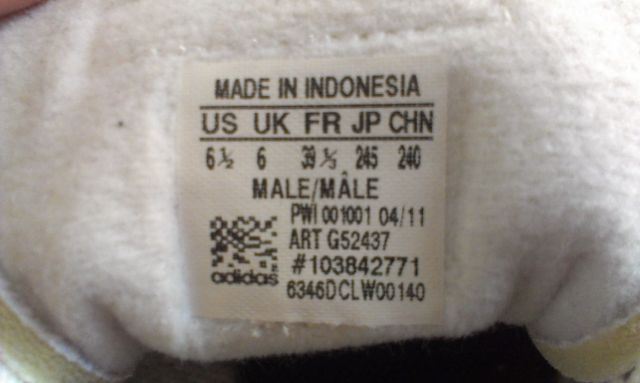 MADE IN INDONESIA
US UK FR JP CHN
6½ 6 39⅓ 245 240
MALE/MÂLE
PWI 001001 04/11
ART G52437
#103842771
adidas 6346DCLW00140